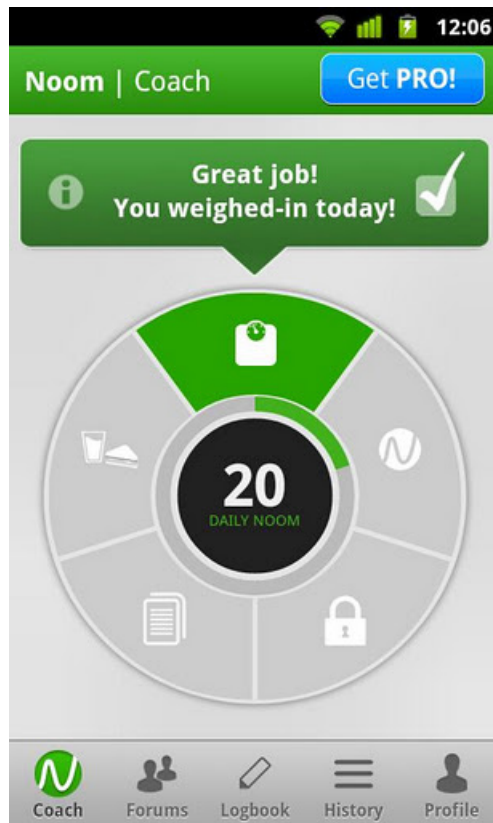 12:06
Noom | Coach
Get PRO!
Great job!
You weighed-in today!
20
DAILY NOOM
1
Coach Forums Logbook History Profile